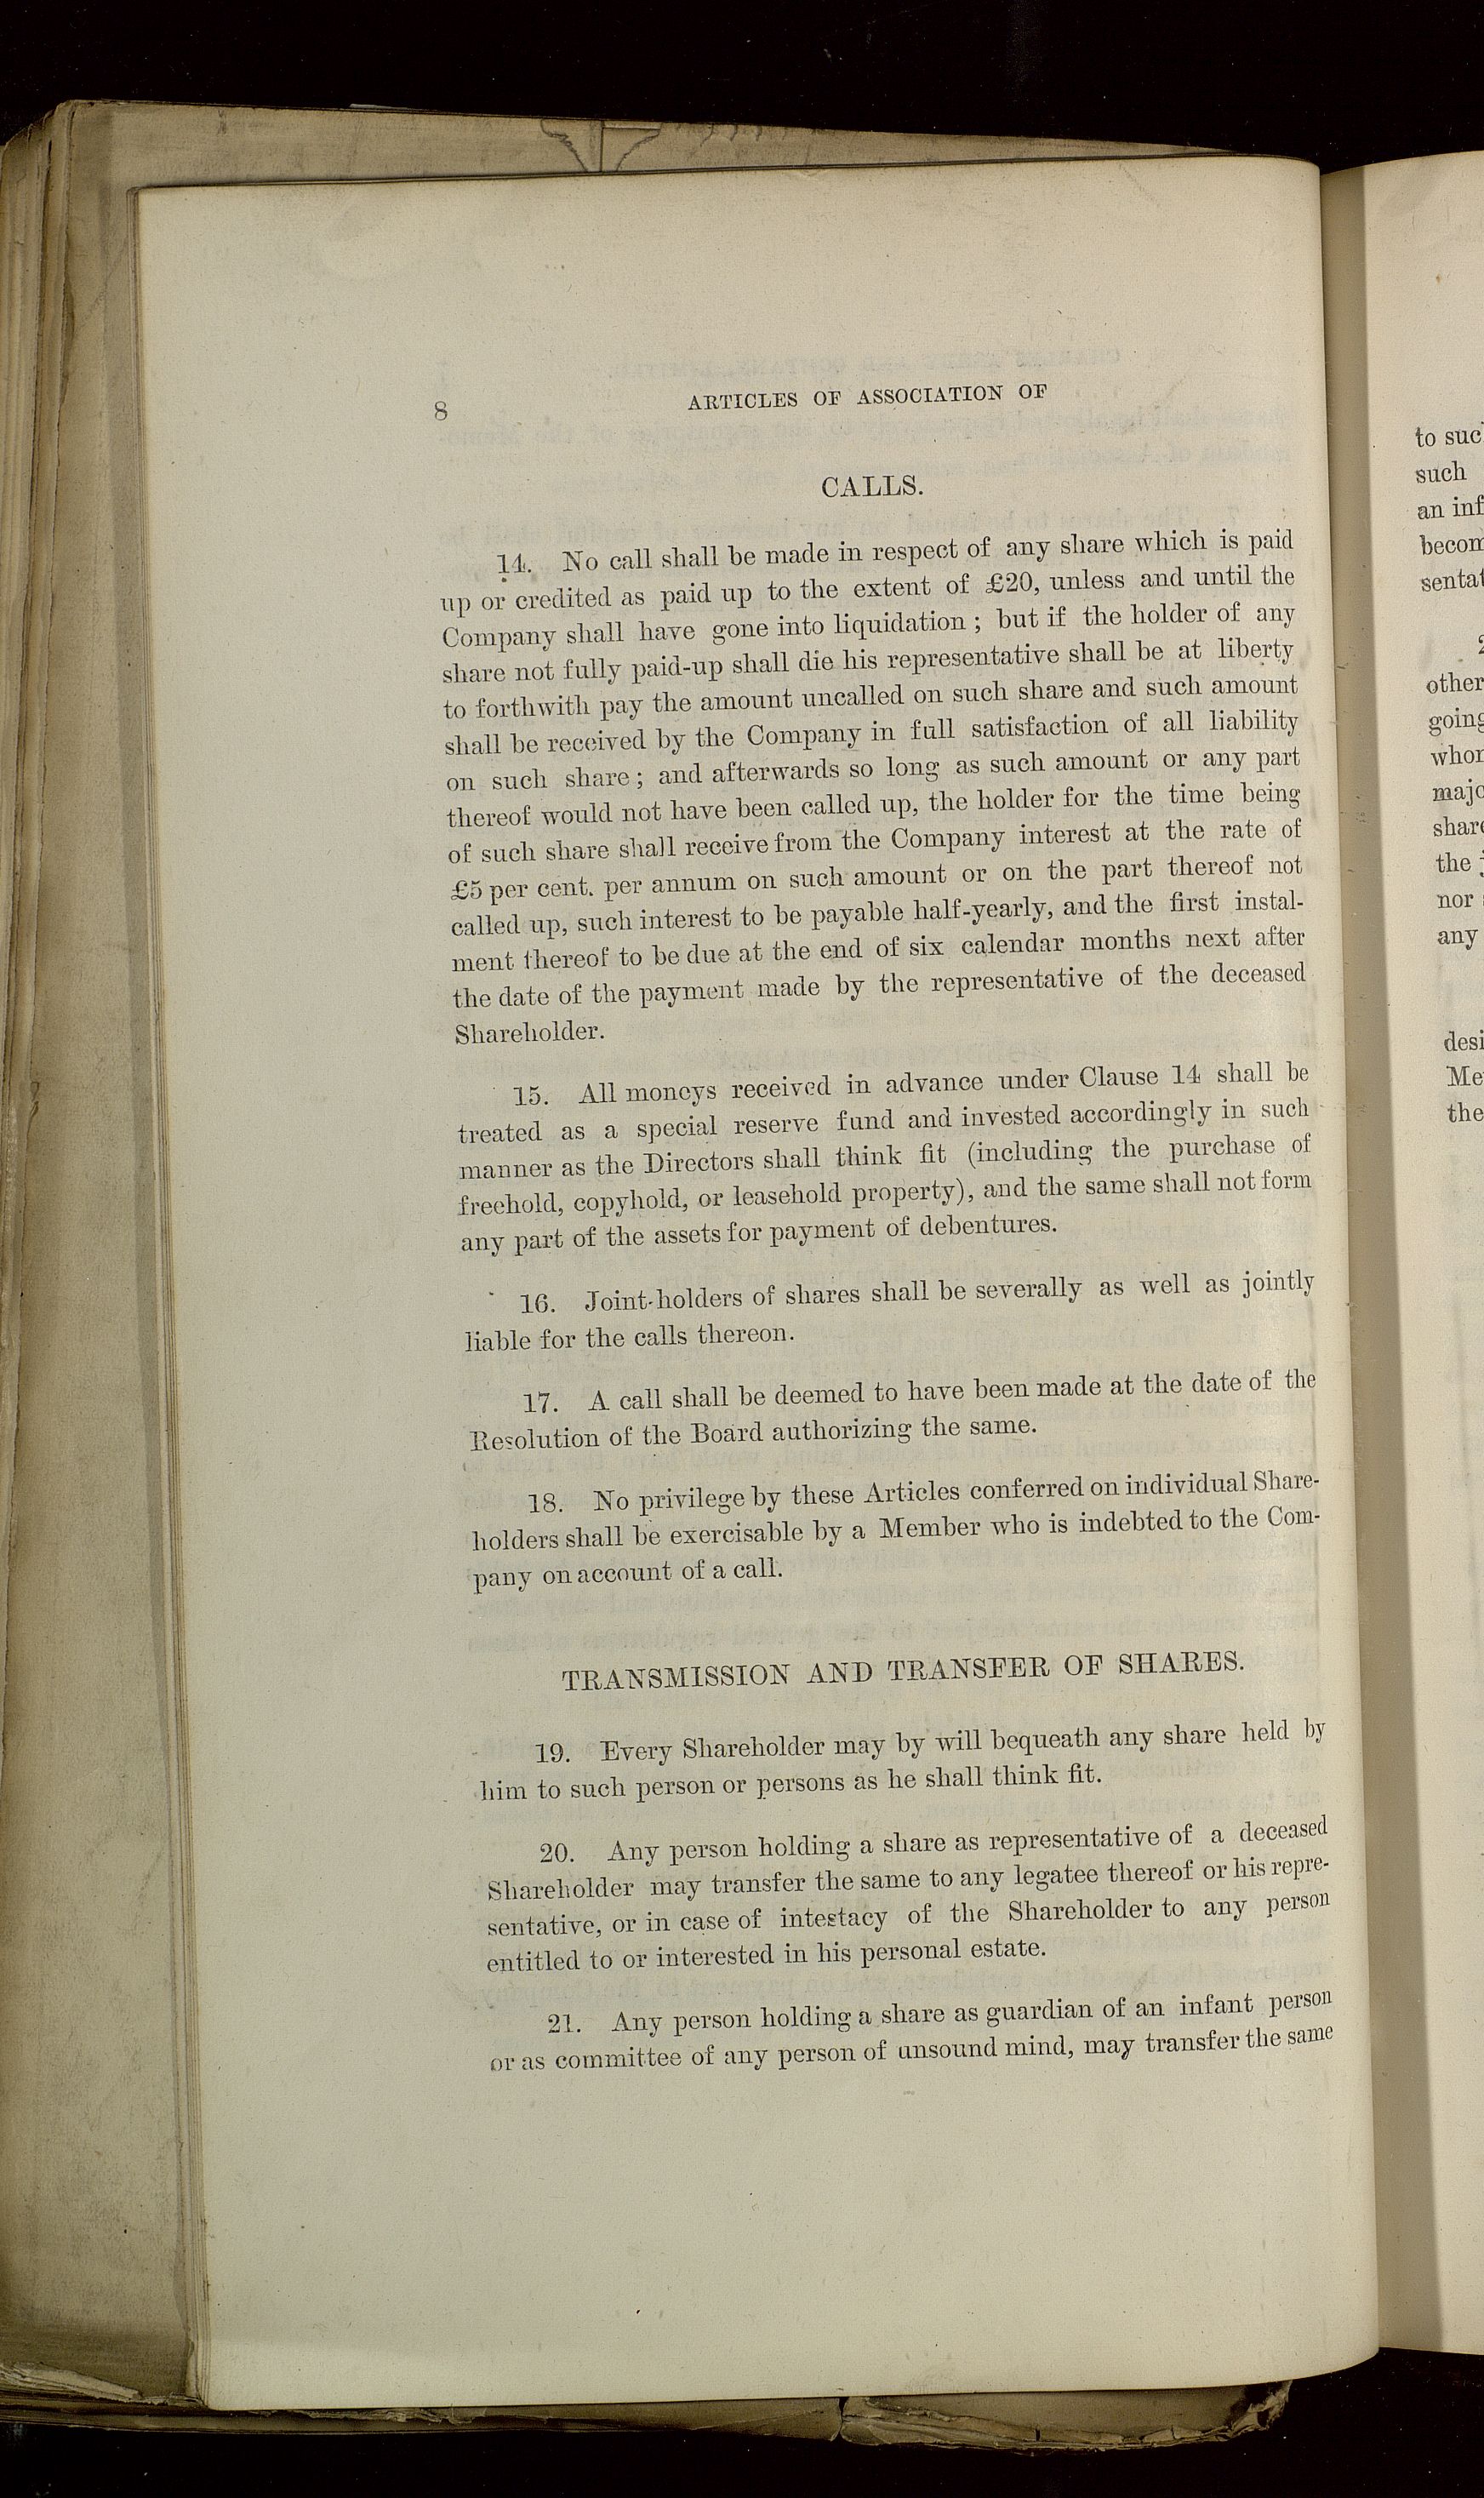 8
ARTICLES OF ASSOCIATION OF
CALLS.
14. No call shall be made in respect of any share which is paid
up or credited as paid up to the extent of £20, unless and until the
Company shall have gone into liquidation; but if the holder of any
share not fully paid-up shall die his representative shall be at liberty
to forthwith pay the amount uncalled on such share and such amount
shall be received by the Company in full satisfaction of all liability
on such share; and afterwards so long as such amount or any part
thereof would not have been called up, the holder for the time being
of such share shall receive from the Company interest at the rate of
£5 per cent. per annum on such amount or on the part thereof not
called up, such interest to be payable half-yearly, and the first instal-
ment thereof to be due at the end of six calendar months next after
the date of the payment made by the representative of the deceased
Shareholder.
15. All moneys received in advance under Clause 14 shall be
treated as a special reserve fund and invested accordingly in such
manner as the Directors shall think fit (including the purchase of
freehold, copyhold, or leasehold property), and the same shall not form
any part of the assets for payment of debentures.
16. Joint-holders of shares shall be severally as well as jointly
liable for the calls thereon.
17. A call shall be deemed to have been made at the date of the
Resolution of the Board authorizing the same.
18. No privilege by these Articles conferred on individual Share-
holders shall be exercisable by a Member who is indebted to the Com-
pany on account of a call.
TRANSMISSION AND TRANSFER OF SHARES.
19. Every Shareholder may by will bequeath any share held by
him to such person or persons as he shall think fit.
20. Any person holding a share as representative of a deceased
Shareholder may transfer the same to any legatee thereof or his repre-
sentative, or in case of intestacy of the Shareholder to any person
entitled to or interested in his personal estate.
21. Any person holding a share as guardian of an infant person
or as committee of any person of unsound mind, may transfer the same
to suc
such
an inf
becom
sentat
2
other
going
whom
majo
share
the
nor
any
desi
Me
the